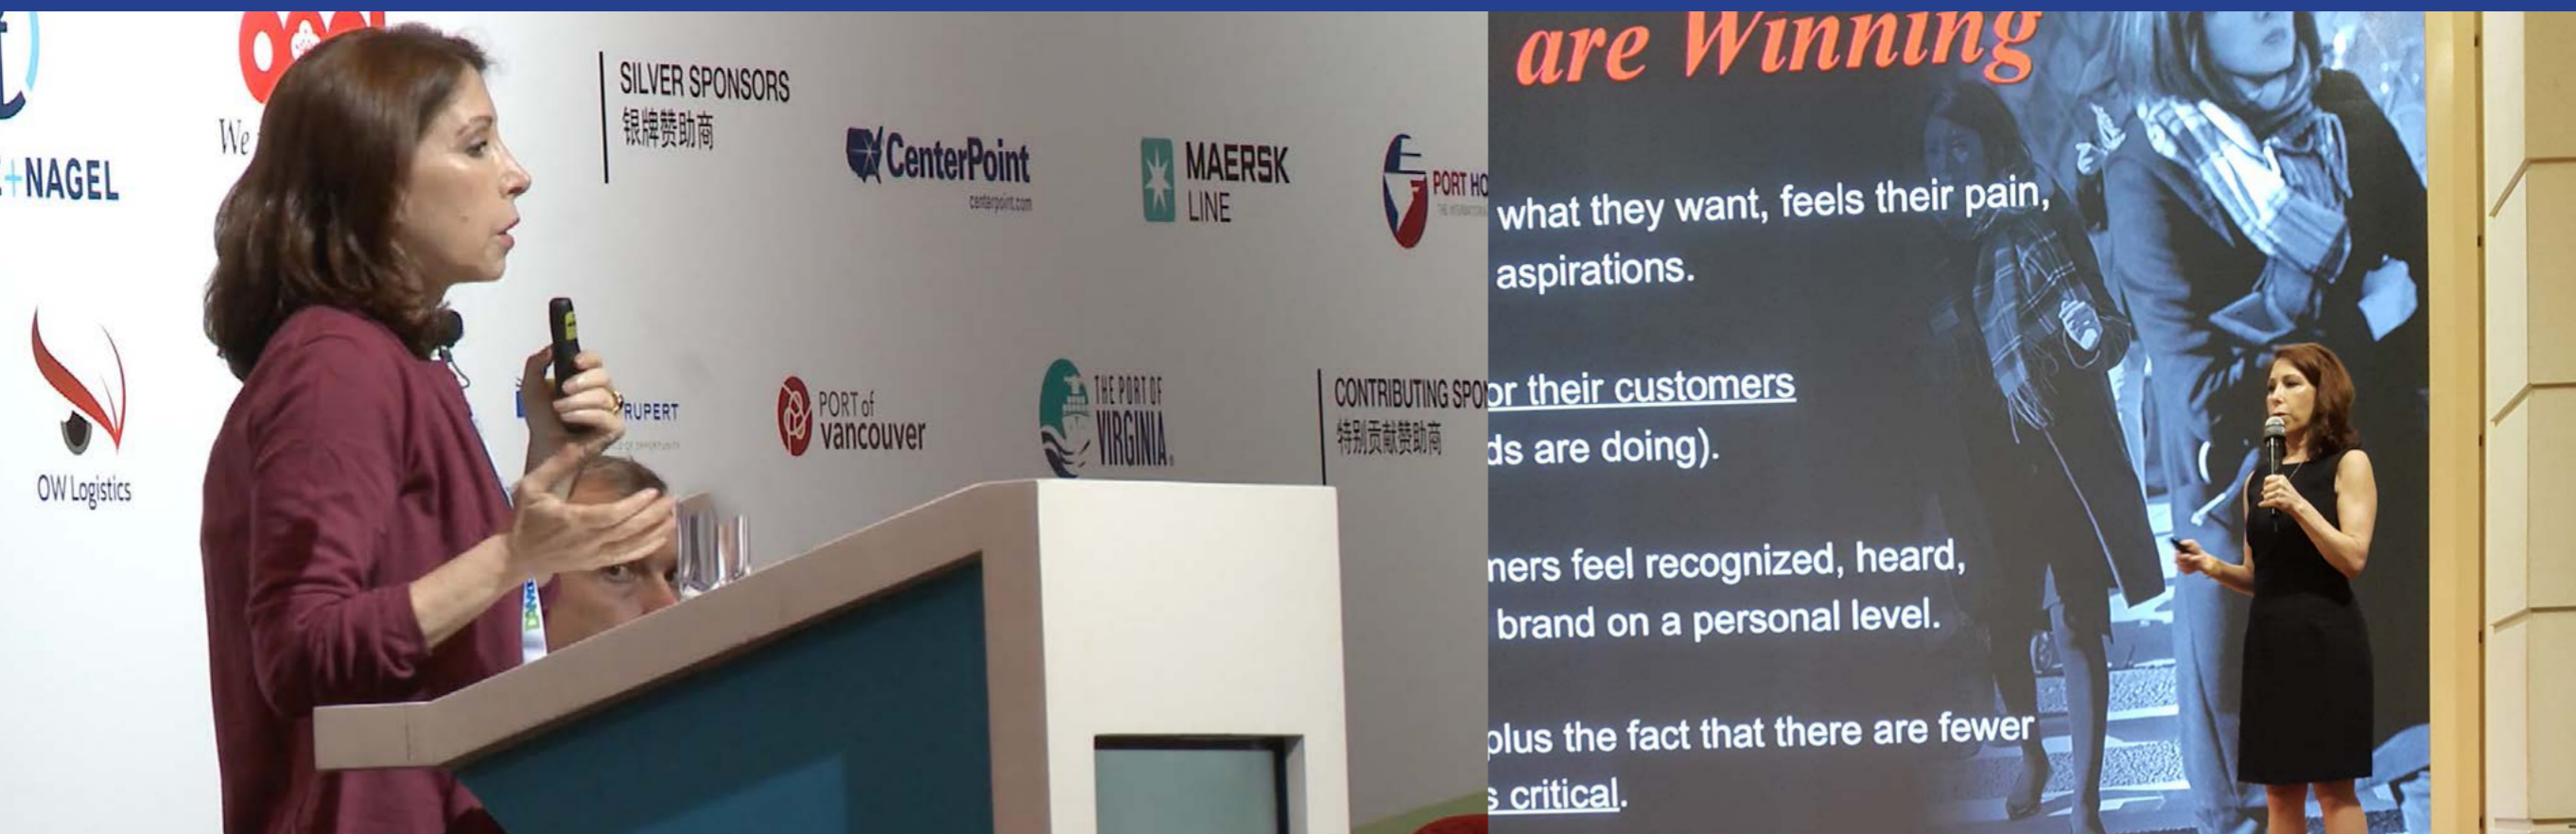 We
+NAGEL
OW Logistics
SILVER SPONSORS
银牌赞助商
CenterPoint
centerpoint.com
MAERSK
LINE
PORT HO
RUPERT
PORT of
vancouver
THE PORT OF
VIRGINIA
CONTRIBUTING SPON
特别贡献赞助商
are Winning
what they want, feels their pain,
aspirations.
or their customers
ds are doing).
ners feel recognized, heard,
brand on a personal level.
plus the fact that there are fewer
s critical.